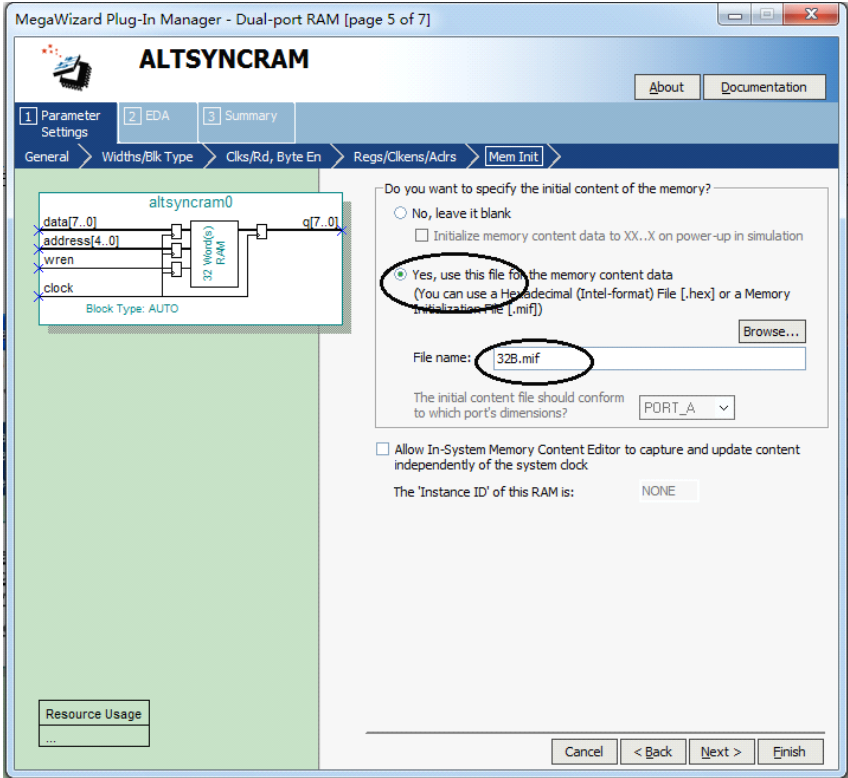 MegaWizard Plug-In Manager - Dual-port RAM [page 5 of 7]
ALTSYNCRAM
About
Documentation
1 Parameter Settings
2 EDA
3 Summary
General
Widths/Blk Type
Clks/Rd, Byte En
Regs/Clkens/Adrs
Mem Init
altsyncram0
data[7..0]
q[7..0]
address[4..0]
wren
clock
32 Word(s)
RAM
Block Type: AUTO
Do you want to specify the initial content of the memory?
No, leave it blank
Initialize memory content data to XX..X on power-up in simulation
Yes, use this file for the memory content data
(You can use a Hexadecimal (Intel-format) File [.hex] or a Memory
Initialization File [.mif])
Browse...
File name: 32B.mif
The initial content file should conform
to which port's dimensions?
PORT_A
Allow In-System Memory Content Editor to capture and update content
independently of the system clock
The 'Instance ID' of this RAM is: NONE
Resource Usage
...
Cancel
< Back
Next >
Finish